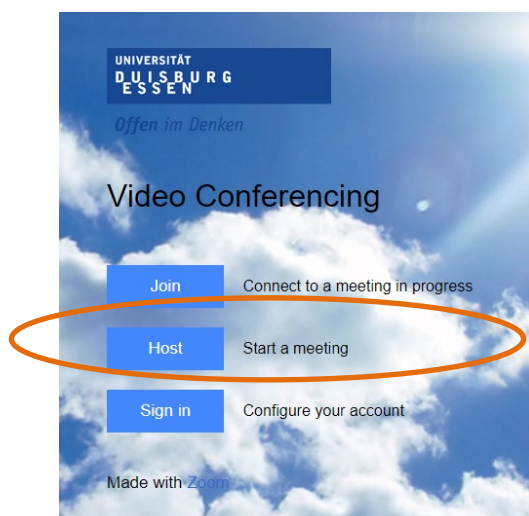 UNIVERSITÄT
DUISBURG
ESSEN
Offen im Denken
Video Conferencing
Join Connect to a meeting in progress
Host Start a meeting
Sign in Configure your account
Made with Zoom